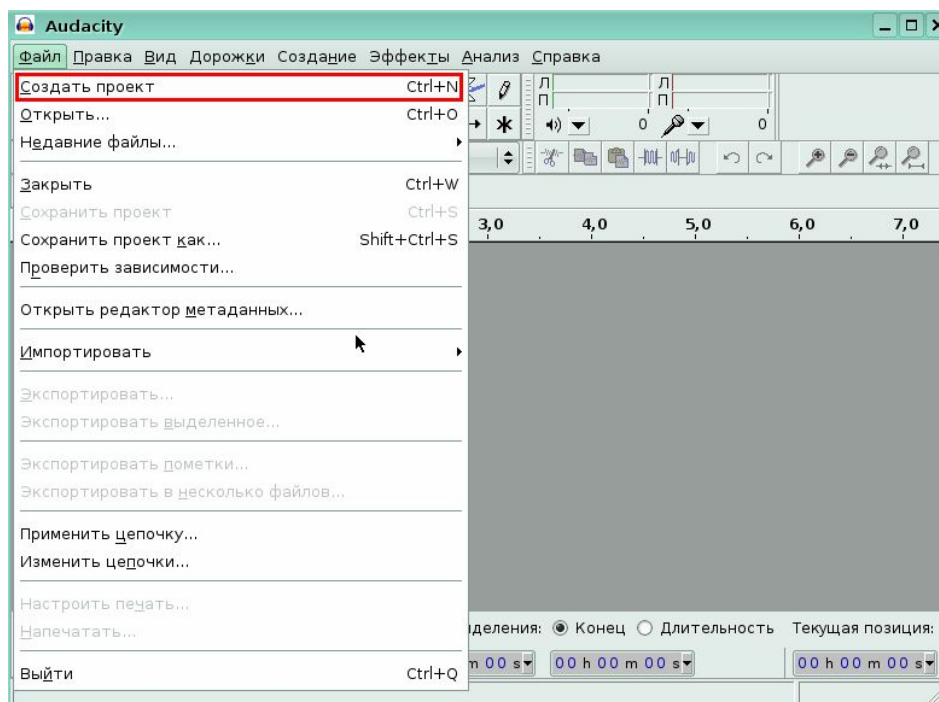 Audacity
Файл Правка Вид Дорожки Создание Эффекты Анализ Справка
Создать проект Ctrl+N
Открыть... Ctrl+O
Недавние файлы...
Закрыть Ctrl+W
Сохранить проект Ctrl+S
Сохранить проект как... Shift+Ctrl+S
Проверить зависимости...
Открыть редактор метаданных...
Импортировать
Экспортировать...
Экспортировать выделенное...
Экспортировать пометки...
Экспортировать в несколько файлов...
Применить цепочку...
Изменить цепочки...
Настроить печать...
Напечатать...
Выйти Ctrl+Q
Л Л
П П
0 0
3,0 4,0 5,0 6,0 7,0
Конец Длительность Текущая позиция:
m 00 s 00 h 00 m 00 s 00 h 00 m 00 s